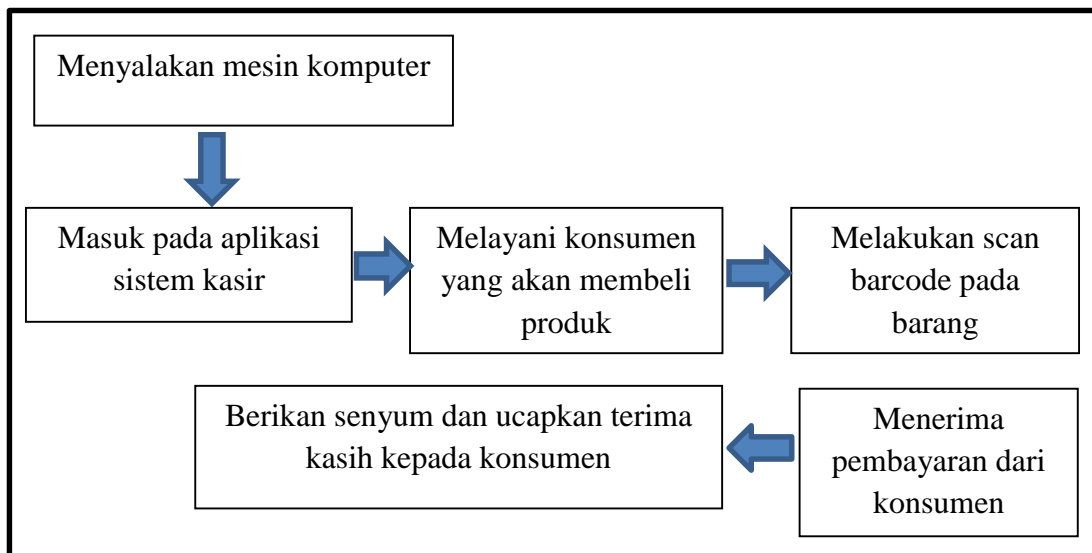 Menyalakan mesin komputer
Masuk pada aplikasi
sistem kasir
Melayani konsumen
yang akan membeli
produk
Melakukan scan
barcode pada
barang
Menerima
pembayaran dari
konsumen
Berikan senyum dan ucapkan terima
kasih kepada konsumen